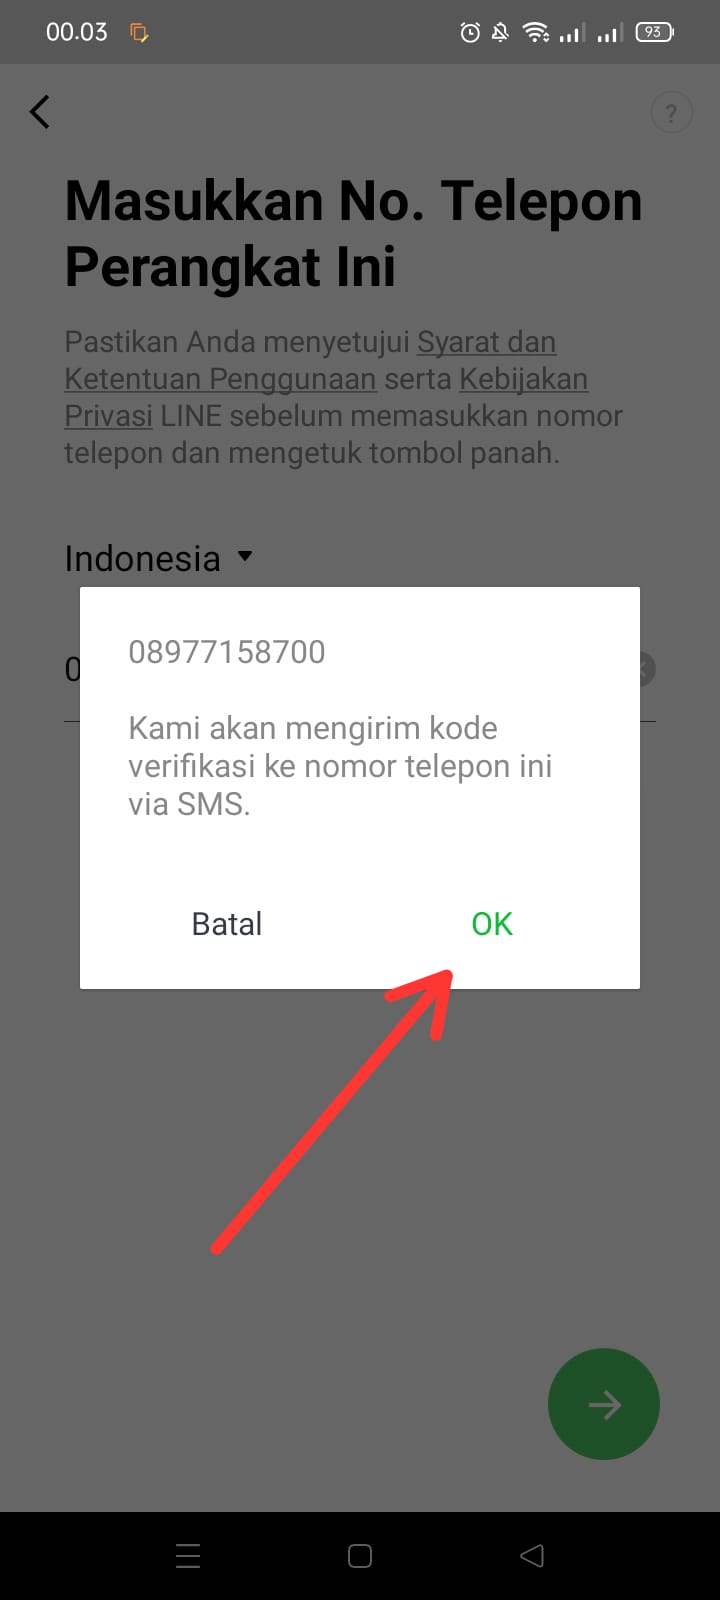 00.03
93
?
Masukkan No. Telepon
Perangkat Ini
Pastikan Anda menyetujui Syarat dan
Ketentuan Penggunaan serta Kebijakan
Privasi LINE sebelum memasukkan nomor
telepon dan mengetuk tombol panah.
Indonesia
0
08977158700
Kami akan mengirim kode
verifikasi ke nomor telepon ini
via SMS.
Batal OK